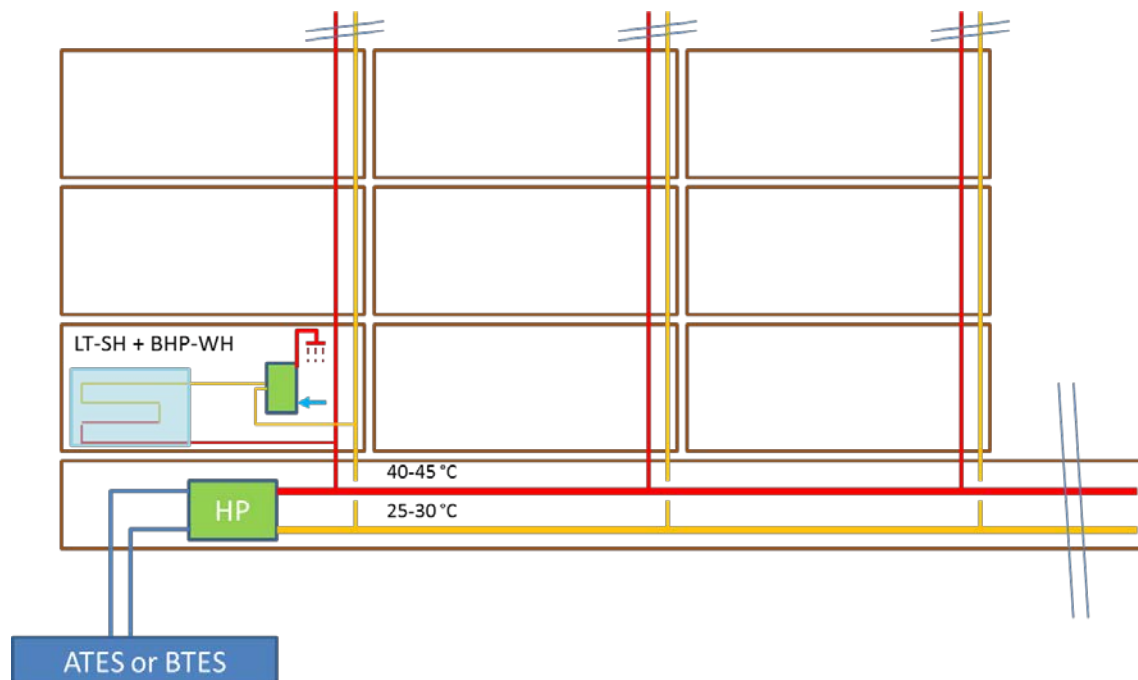 LT-SH + BHP-WH
40-45 °C
HP
25-30 °C
ATES or BTES